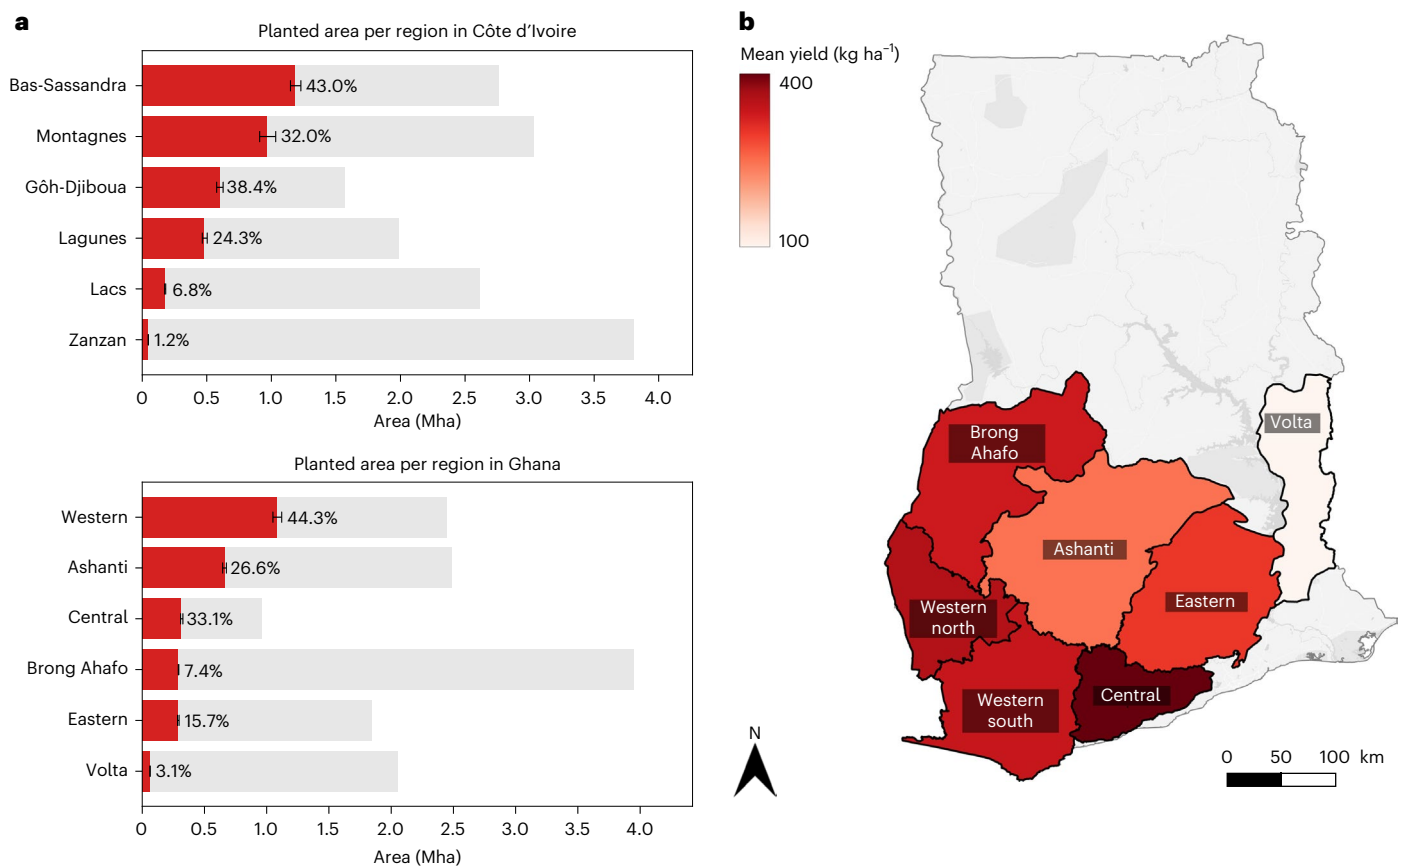 a
Planted area per region in Côte d’Ivoire
Bas-Sassandra
43.0%
Montagnes
32.0%
Gôh-Djiboua
38.4%
Lagunes
24.3%
Lacs
6.8%
Zanzan
1.2%
0 0.5 1.0 1.5 2.0 2.5 3.0 3.5 4.0
Area (Mha)
Planted area per region in Ghana
Western
44.3%
Ashanti
26.6%
Central
33.1%
Brong Ahafo
7.4%
Eastern
15.7%
Volta
3.1%
0 0.5 1.0 1.5 2.0 2.5 3.0 3.5 4.0
Area (Mha)
b
Mean yield (kg ha⁻¹)
400
100
Volta
Brong
Ahafo
Ashanti
Eastern
Western
north
Western
south
Central
N
0 50 100 km